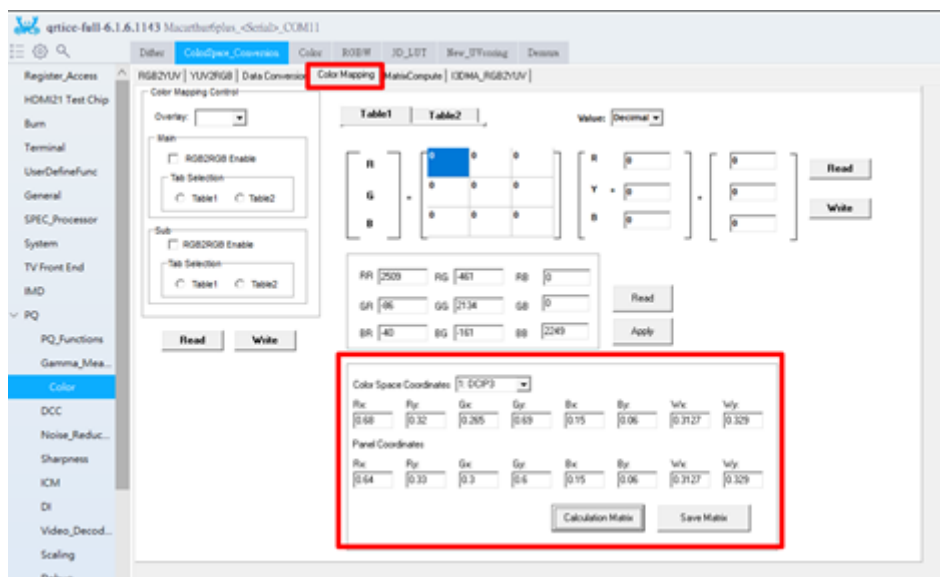 qrtice-full-6.1.6.1143 Macarthur6plus_<Serial>_COM11
Dither ColorSpace_Conversion Color RGBW 3D_LUT New_UVtuning Demura
Register_Access
HDMI21 Test Chip
Burn
Terminal
UserDefineFunc
General
SPEC_Processor
System
TV Front End
IMD
PQ
PQ_Functions
Gamma_Mea...
Color
DCC
Noise_Reduc...
Sharpness
ICM
DI
Video_Decod...
Scaling
RGB2YUV YUV2RGB Data Conversion Color Mapping MatrixCompute I3DMA_RGB2YUV
Color Mapping Control
Overlay:
Main
RGB2RGB Enable
Tab Selection
Table1 Table2
Sub
RGB2RGB Enable
Tab Selection
Table1 Table2
Read Write
Table1 Table2 Value: Decimal
R 0 0 0 R 0 0 Read
G = 0 0 0 Y * 0 0 Write
B 0 0 0 B 0 0
RR 2509 RG -461 RB 0
GR -86 GG 2134 GB 0 Read
BR -40 BG -161 BB 2249 Apply
Color Space Coordinates 1: DCIP3
Rx: Ry: Gx: Gy: Bx: By: Wx: Wy:
0.68 0.32 0.265 0.69 0.15 0.06 0.3127 0.329
Panel Coordinates
Rx: Ry: Gx: Gy: Bx: By: Wx: Wy:
0.64 0.33 0.3 0.6 0.15 0.06 0.3127 0.329
Calculation Matrix Save Matrix